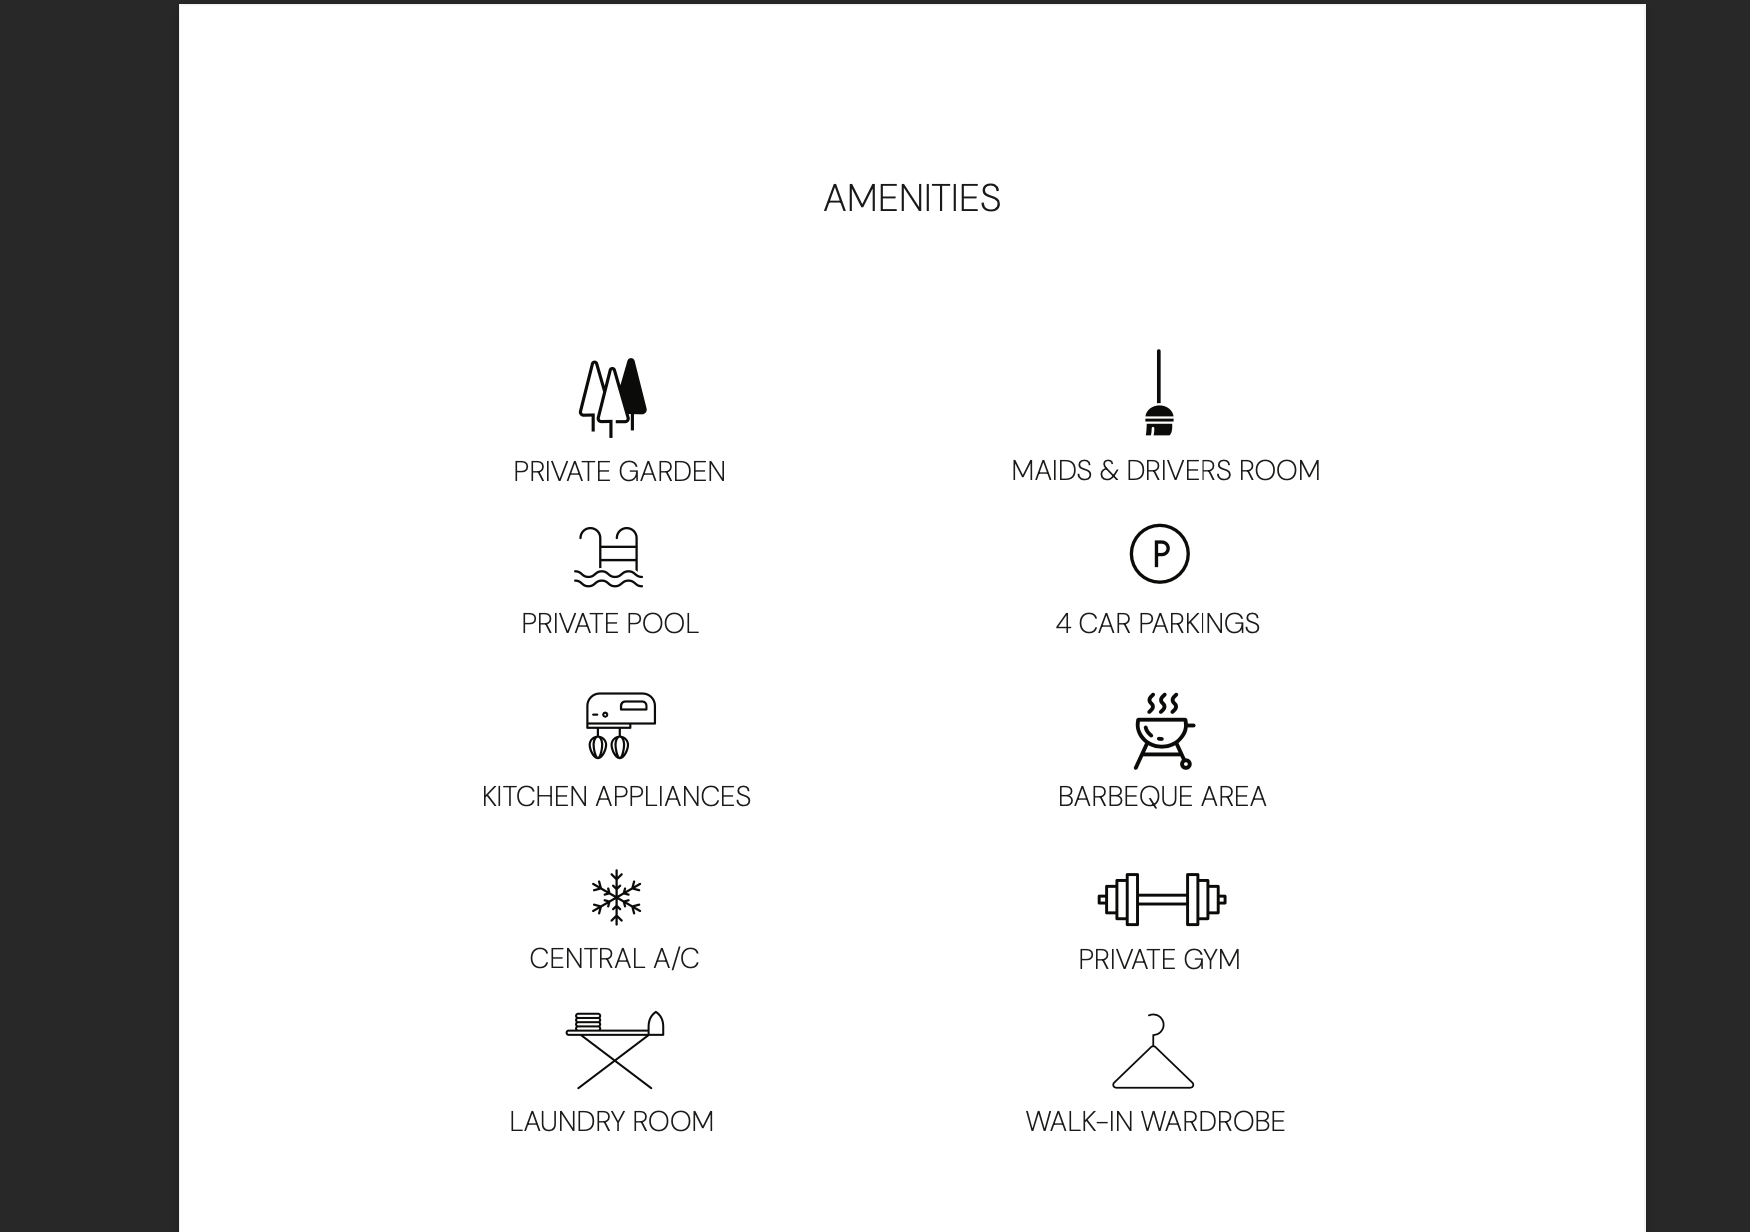 AMENITIES
PRIVATE GARDEN
MAIDS & DRIVERS ROOM
P
PRIVATE POOL
4 CAR PARKINGS
KITCHEN APPLIANCES
BARBEQUE AREA
CENTRAL A/C
PRIVATE GYM
LAUNDRY ROOM
WALK-IN WARDROBE